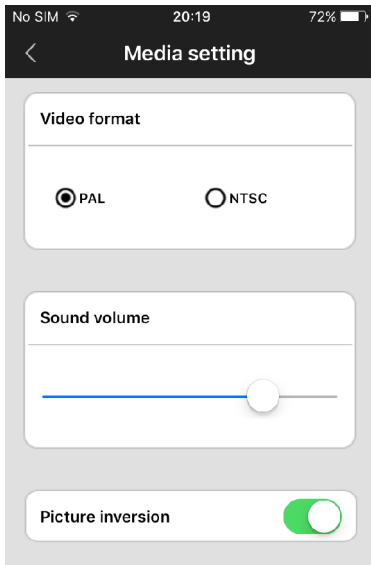 No SIM 20:19 72%
Media setting
Video format
PAL NTSC
Sound volume
Picture inversion